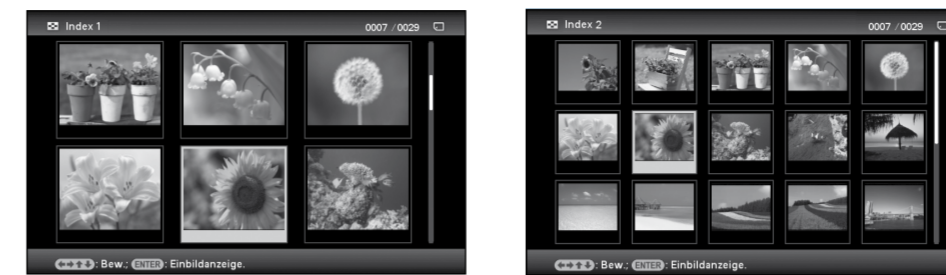 Index 1
0007 /0029
: Bew.; ENTER: Einbildanzeige.
Index 2
0007 /0029
: Bew.; ENTER: Einbildanzeige.